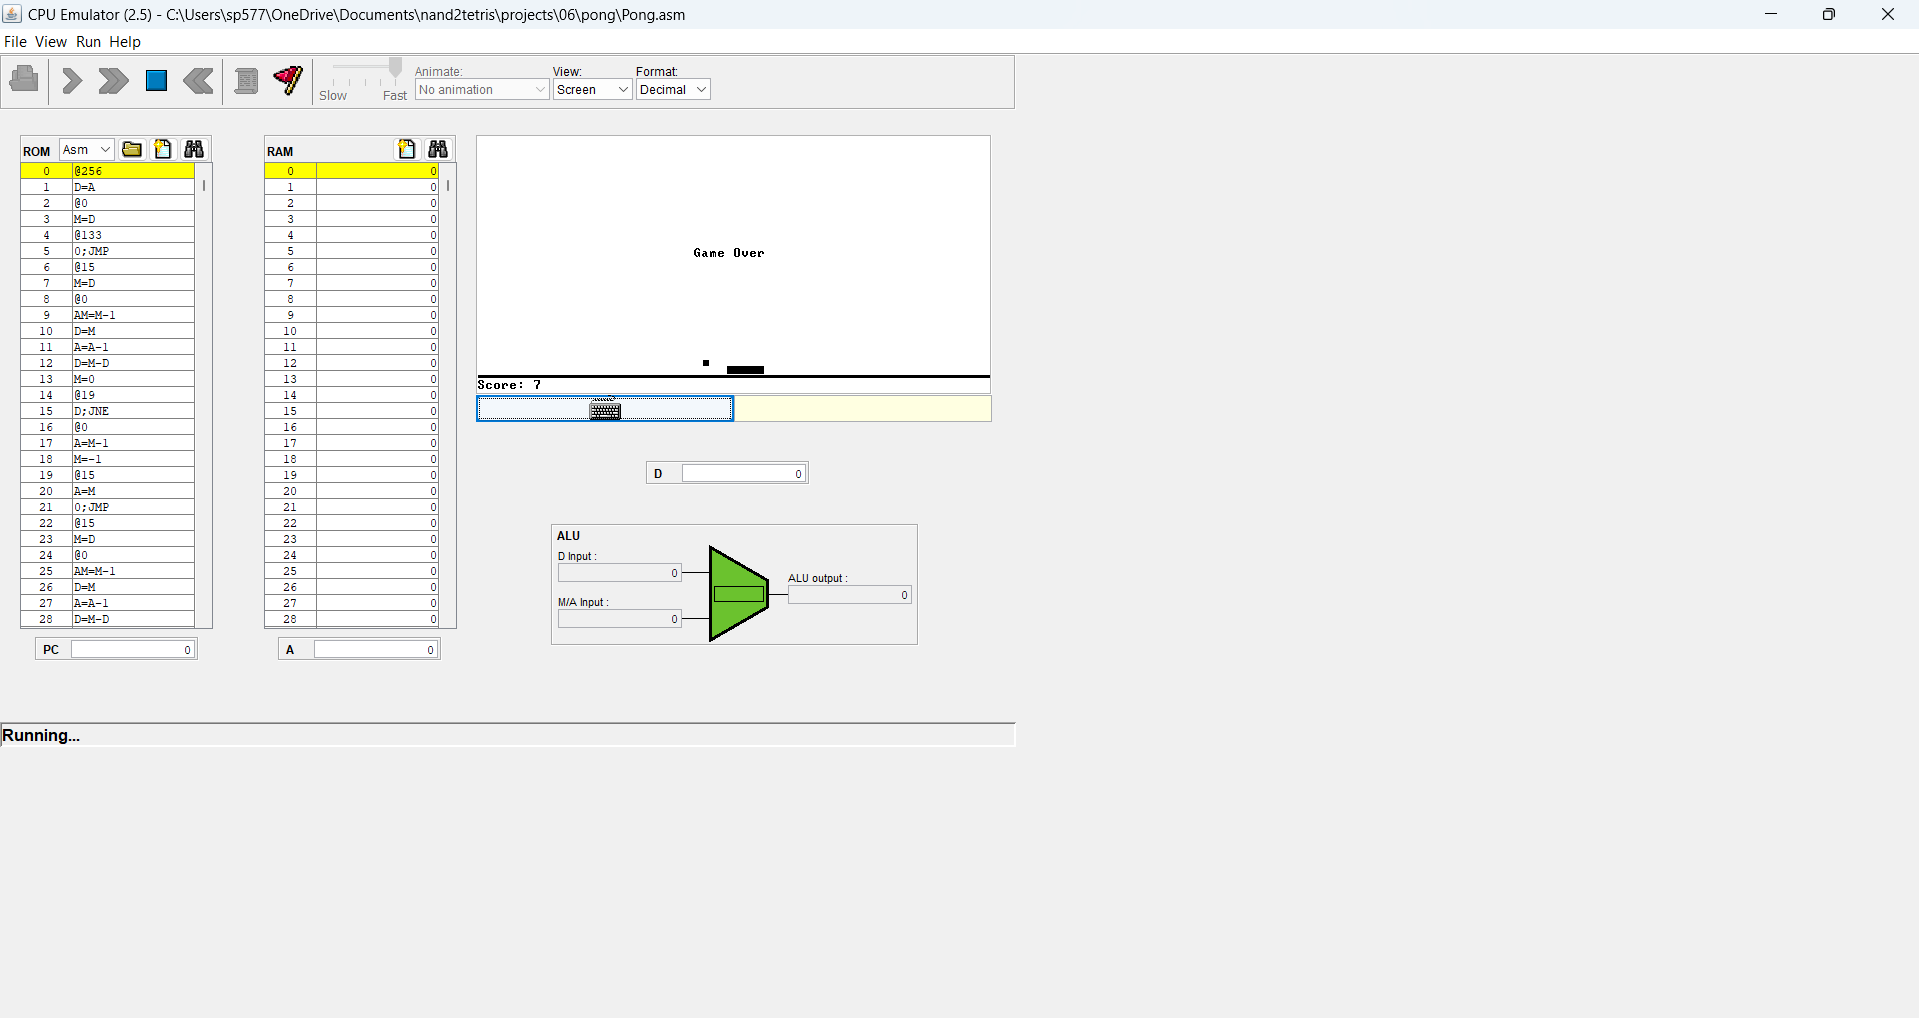 CPU Emulator (2.5) - C:\Users\sp577\OneDrive\Documents\nand2tetris\projects\06\pong\Pong.asm
File View Run Help
Slow Fast
Animate:
No animation
View:
Screen
Format:
Decimal
ROM Asm
0 @256
1 D=A
2 @0
3 M=D
4 @133
5 0;JMP
6 @15
7 M=D
8 @0
9 AM=M-1
10 D=M
11 A=A-1
12 D=M-D
13 M=0
14 @19
15 D;JNE
16 @0
17 A=M-1
18 M=-1
19 @15
20 A=M
21 0;JMP
22 @15
23 M=D
24 @0
25 AM=M-1
26 D=M
27 A=A-1
28 D=M-D
PC 0
RAM
0 0
1 0
2 0
3 0
4 0
5 0
6 0
7 0
8 0
9 0
10 0
11 0
12 0
13 0
14 0
15 0
16 0
17 0
18 0
19 0
20 0
21 0
22 0
23 0
24 0
25 0
26 0
27 0
28 0
A 0
Game Over
Score: 7
D 0
ALU
D Input :
0
M/A Input :
0
ALU output :
0
Running...